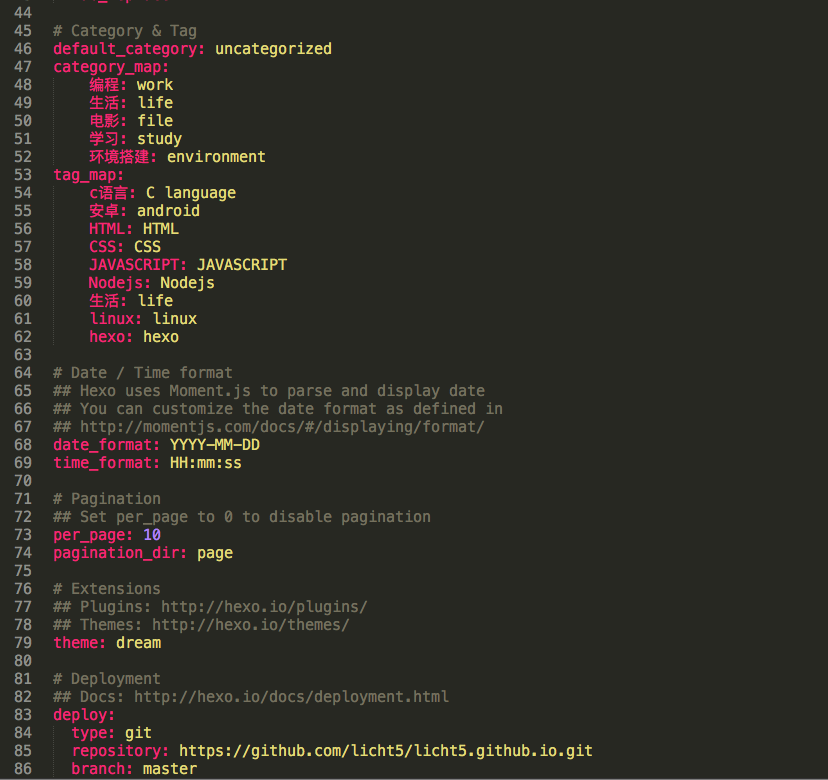 44
45 # Category & Tag
46 default_category: uncategorized
47 category_map:
48 编程: work
49 生活: life
50 电影: file
51 学习: study
52 环境搭建: environment
53 tag_map:
54 c语言: C language
55 安卓: android
56 HTML: HTML
57 CSS: CSS
58 JAVASCRIPT: JAVASCRIPT
59 Nodejs: Nodejs
60 生活: life
61 linux: linux
62 hexo: hexo
63
64 # Date / Time format
65 ## Hexo uses Moment.js to parse and display date
66 ## You can customize the date format as defined in
67 ## http://momentjs.com/docs/#/displaying/format/
68 date_format: YYYY-MM-DD
69 time_format: HH:mm:ss
70
71 # Pagination
72 ## Set per_page to 0 to disable pagination
73 per_page: 10
74 pagination_dir: page
75
76 # Extensions
77 ## Plugins: http://hexo.io/plugins/
78 ## Themes: http://hexo.io/themes/
79 theme: dream
80
81 # Deployment
82 ## Docs: http://hexo.io/docs/deployment.html
83 deploy:
84 type: git
85 repository: https://github.com/licht5/licht5.github.io.git
86 branch: master